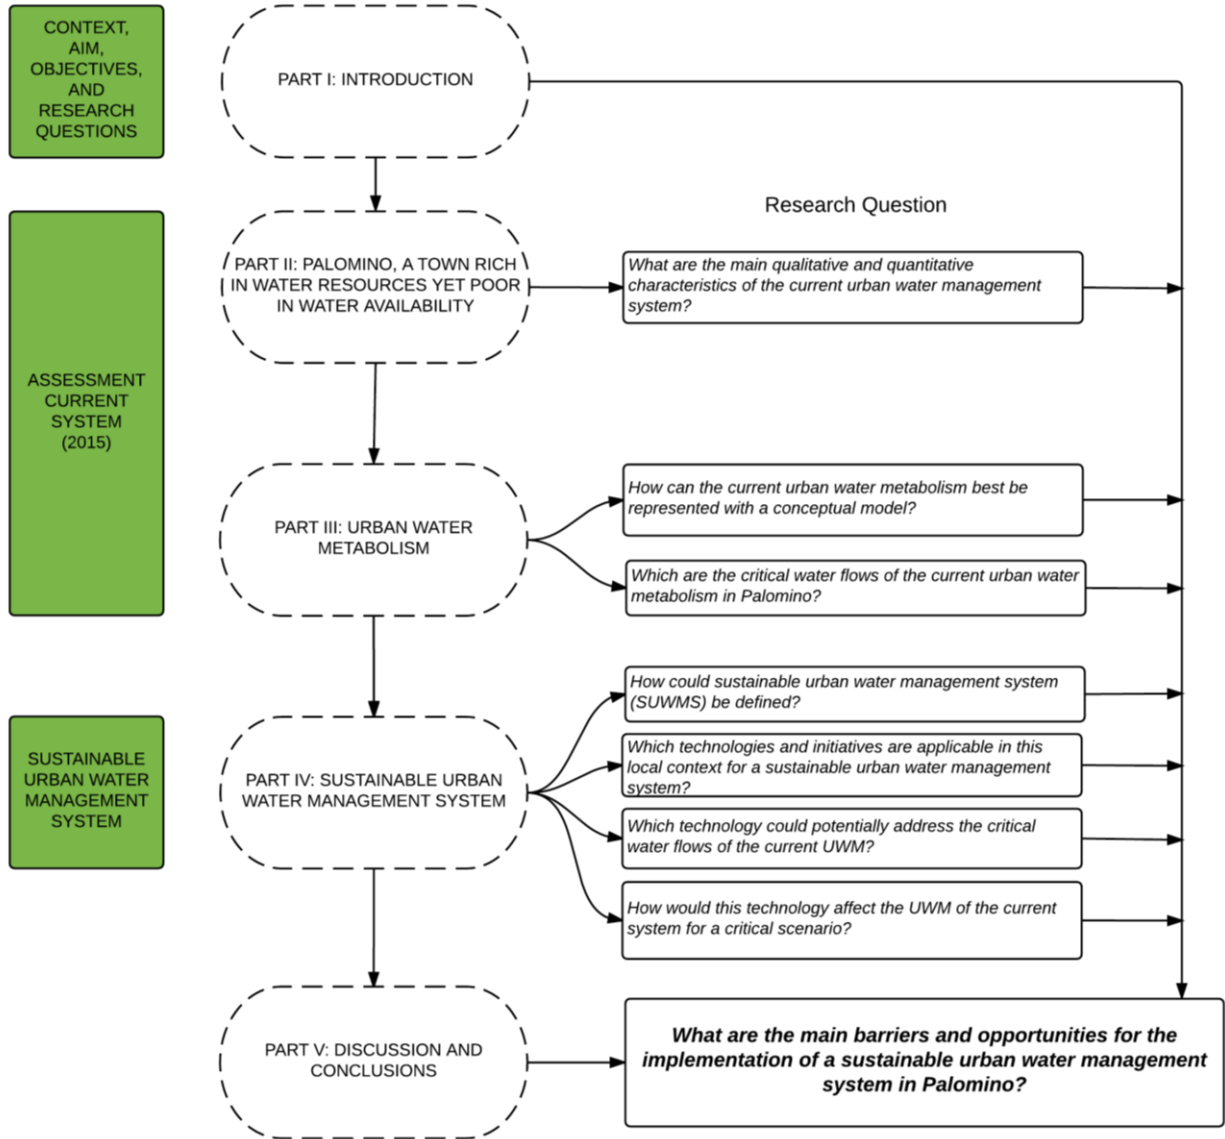 CONTEXT,
AIM,
OBJECTIVES,
AND
RESEARCH
QUESTIONS
PART I: INTRODUCTION
Research Question
ASSESSMENT
CURRENT
SYSTEM
(2015)
PART II: PALOMINO, A TOWN RICH
IN WATER RESOURCES YET POOR
IN WATER AVAILABILITY
What are the main qualitative and quantitative
characteristics of the current urban water management
system?
PART III: URBAN WATER
METABOLISM
How can the current urban water metabolism best be
represented with a conceptual model?
Which are the critical water flows of the current urban water
metabolism in Palomino?
SUSTAINABLE
URBAN WATER
MANAGEMENT
SYSTEM
PART IV: SUSTAINABLE URBAN
WATER MANAGEMENT SYSTEM
How could sustainable urban water management system
(SUWMS) be defined?
Which technologies and initiatives are applicable in this
local context for a sustainable urban water management
system?
Which technology could potentially address the critical
water flows of the current UWM?
How would this technology affect the UWM of the current
system for a critical scenario?
PART V: DISCUSSION AND
CONCLUSIONS
What are the main barriers and opportunities for the
implementation of a sustainable urban water management
system in Palomino?